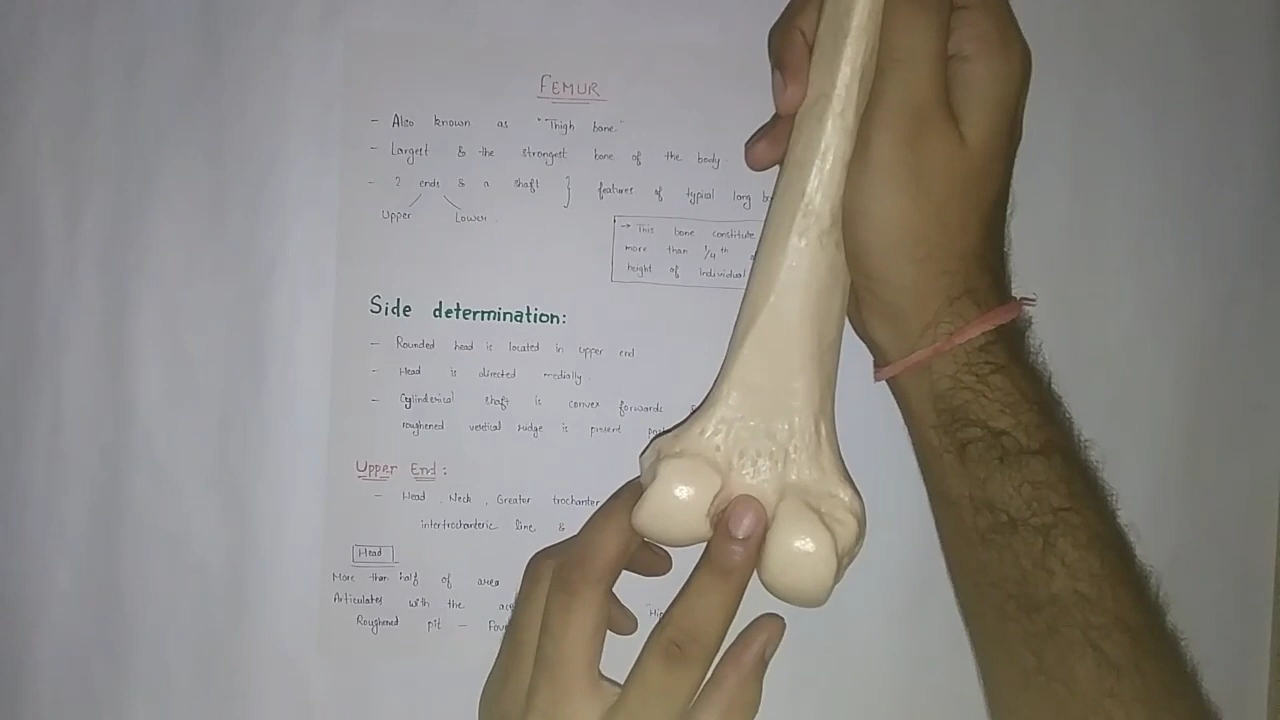 FEMUR
- Also known as "Thigh bone."
- Largest & the strongest bone of the body.
- 2 ends & a shaft } features of typical long
Upper Lower
→ This bone constitute
more than 1/4 th
height of individual
Side determination:
- Rounded head is located in upper end
- Head is directed medially.
- Cylinderical shaft is convex forwards
roughened vertical ridge is present
Upper End:
- Head, Neck, Greater trochanter
intertrochanteric line &
Head
More than half of area
Articulates with the
Roughened pit -